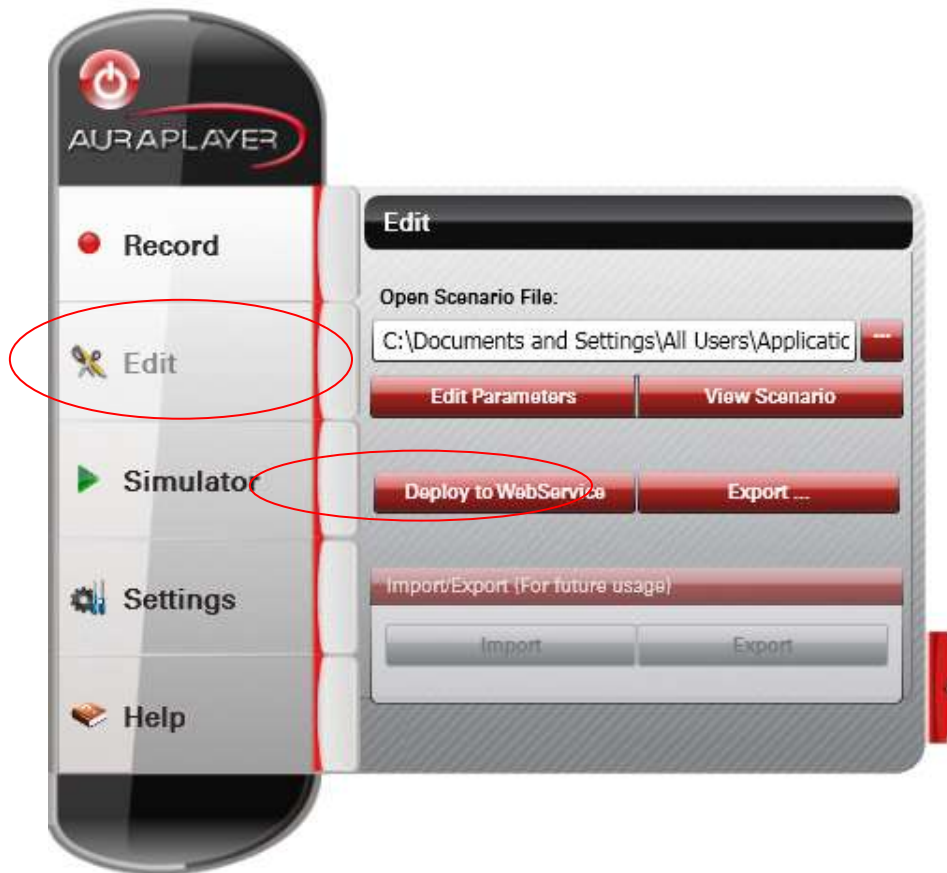 AURAPLAYER
Record
Edit
Simulator
Settings
Help
Edit
Open Scenario File:
C:\Documents and Settings\All Users\Applicatic
...
Edit Parameters
View Scenario
Deploy to WebService
Export ...
Import/Export (For future usage)
Import
Export